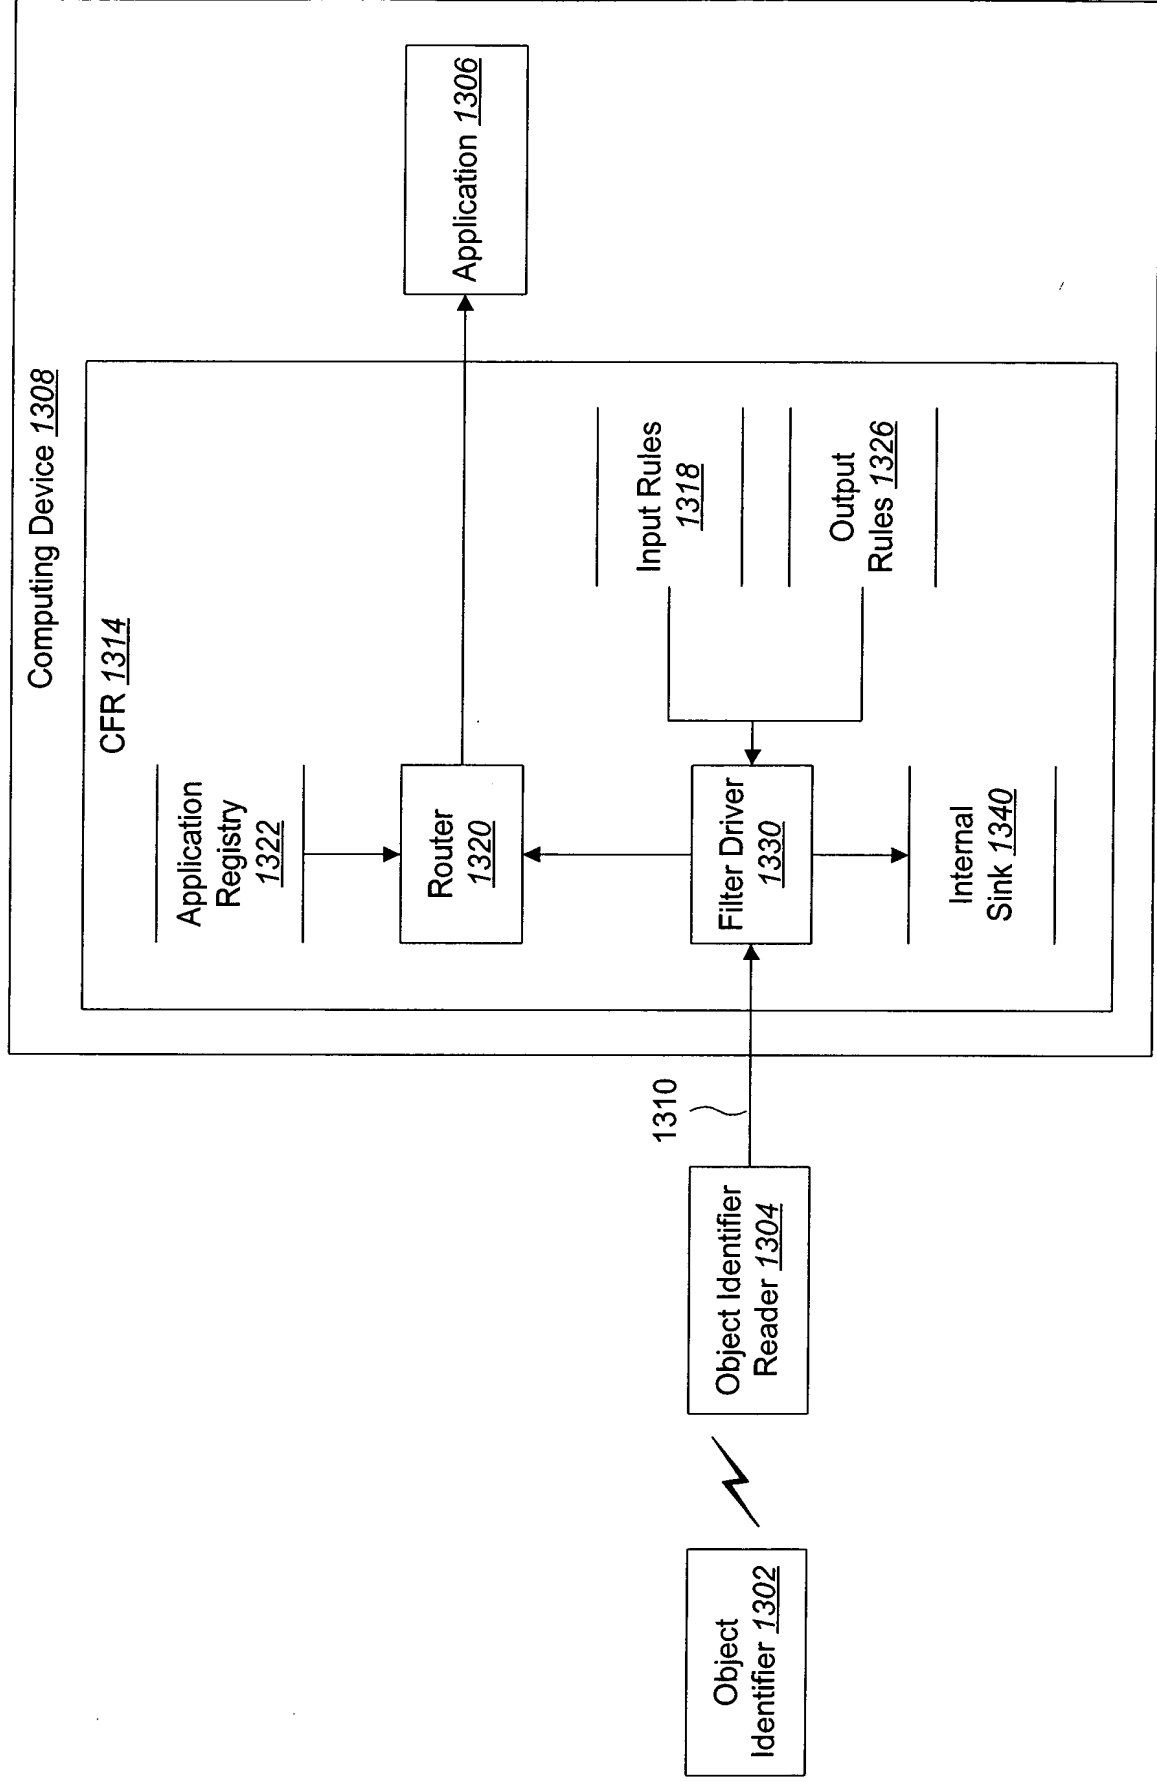 Computing Device 1308
CFR 1314
Application
Registry
1322
Router
1320
Application 1306
Input Rules
1318
Output
Rules 1326
Filter Driver
1330
Internal
Sink 1340
1310
Object Identifier
Reader 1304
Object
Identifier 1302